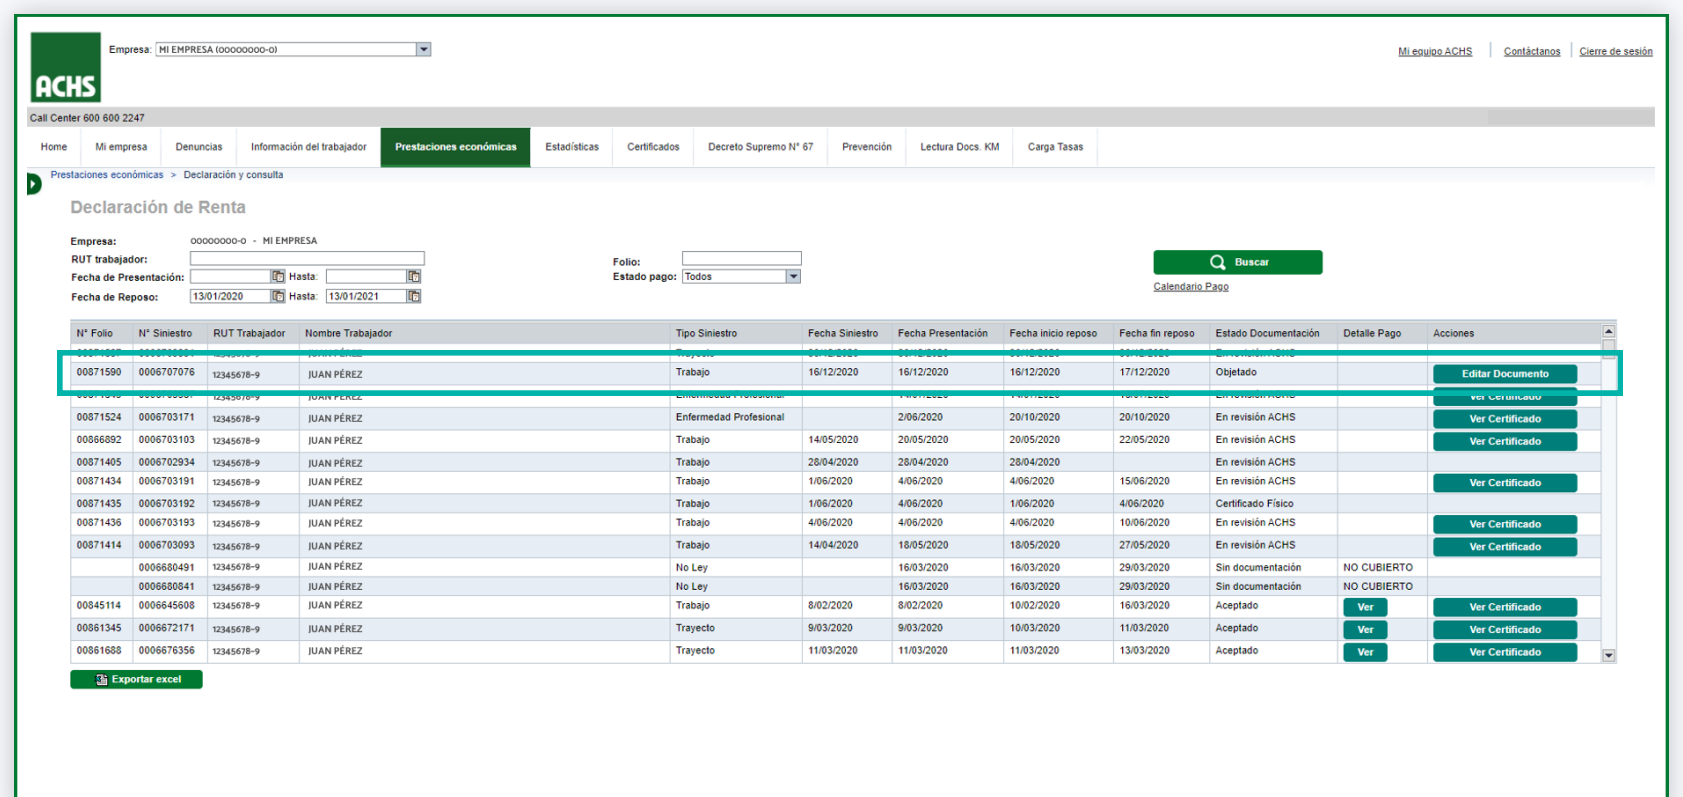 Empresa: MI EMPRESA (00000000-0)
Mi equipo ACHS Contáctanos Cierre de sesión
ACHS
Call Center 600 600 2247
Home Mi empresa Denuncias Información del trabajador Prestaciones económicas Estadísticas Certificados Decreto Supremo N° 67 Prevención Lectura Docs. KM Carga Tasas
Prestaciones económicas > Declaración y consulta
Declaración de Renta
Empresa: 00000000-0 - MI EMPRESA
RUT trabajador: Folio: Buscar
Fecha de Presentación: Hasta: Estado pago: Todos
Calendario Pago
Fecha de Reposo: 13/01/2020 Hasta: 13/01/2021
N° Folio N° Siniestro RUT Trabajador Nombre Trabajador Tipo Siniestro Fecha Siniestro Fecha Presentación Fecha inicio reposo Fecha fin reposo Estado Documentación Detalle Pago Acciones
12345678-9 JUAN PÉREZ Trayecto En revisión ACHS
00871590 0006707076 12345678-9 JUAN PÉREZ Trabajo 16/12/2020 16/12/2020 16/12/2020 17/12/2020 Objetado Editar Documento
12345678-9 JUAN PÉREZ Enfermedad Profesional En revisión ACHS Ver Certificado
00871524 0006703171 12345678-9 JUAN PÉREZ Enfermedad Profesional 2/06/2020 20/10/2020 20/10/2020 En revisión ACHS Ver Certificado
00866892 0006703103 12345678-9 JUAN PÉREZ Trabajo 14/05/2020 20/05/2020 20/05/2020 22/05/2020 En revisión ACHS Ver Certificado
00871405 0006702934 12345678-9 JUAN PÉREZ Trabajo 28/04/2020 28/04/2020 28/04/2020 En revisión ACHS
00871434 0006703191 12345678-9 JUAN PÉREZ Trabajo 1/06/2020 4/06/2020 4/06/2020 15/06/2020 En revisión ACHS Ver Certificado
00871435 0006703192 12345678-9 JUAN PÉREZ Trabajo 1/06/2020 4/06/2020 1/06/2020 4/06/2020 Certificado Físico
00871436 0006703193 12345678-9 JUAN PÉREZ Trabajo 4/06/2020 4/06/2020 4/06/2020 10/06/2020 En revisión ACHS Ver Certificado
00871414 0006703093 12345678-9 JUAN PÉREZ Trabajo 14/04/2020 18/05/2020 18/05/2020 27/05/2020 En revisión ACHS Ver Certificado
0006680491 12345678-9 JUAN PÉREZ No Ley 16/03/2020 16/03/2020 29/03/2020 Sin documentación NO CUBIERTO
0006680841 12345678-9 JUAN PÉREZ No Ley 16/03/2020 16/03/2020 29/03/2020 Sin documentación NO CUBIERTO
00845114 0006645608 12345678-9 JUAN PÉREZ Trabajo 8/02/2020 8/02/2020 10/02/2020 16/03/2020 Aceptado Ver Ver Certificado
00861345 0006672171 12345678-9 JUAN PÉREZ Trayecto 9/03/2020 9/03/2020 10/03/2020 11/03/2020 Aceptado Ver Ver Certificado
00861688 0006676356 12345678-9 JUAN PÉREZ Trayecto 11/03/2020 11/03/2020 11/03/2020 13/03/2020 Aceptado Ver Ver Certificado
Exportar excel